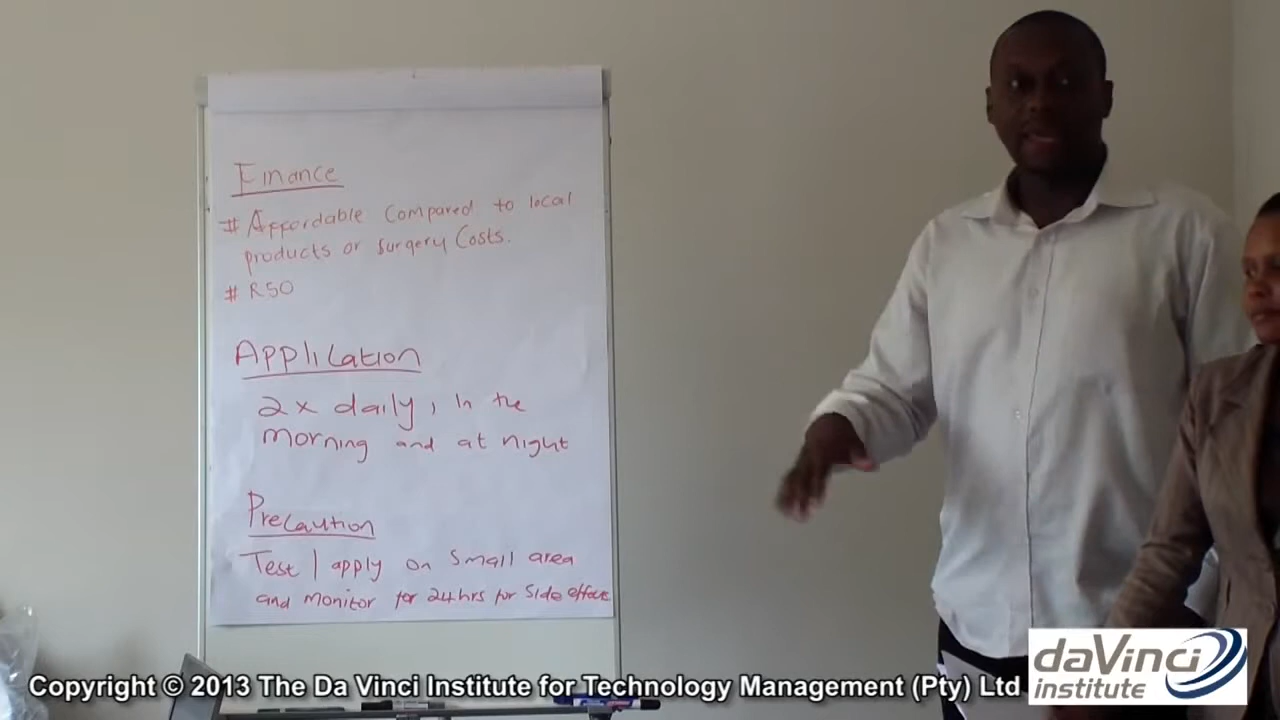 Finance
# Affordable Compared to local
products or surgery Costs.
# R50
Application
2x daily, In the
morning and at night
Precaution
Test / apply on small area
and monitor for 24hrs for side effects
Copyright © 2013 The Da Vinci Institute for Technology Management (Pty) Ltd
daVinci
institute